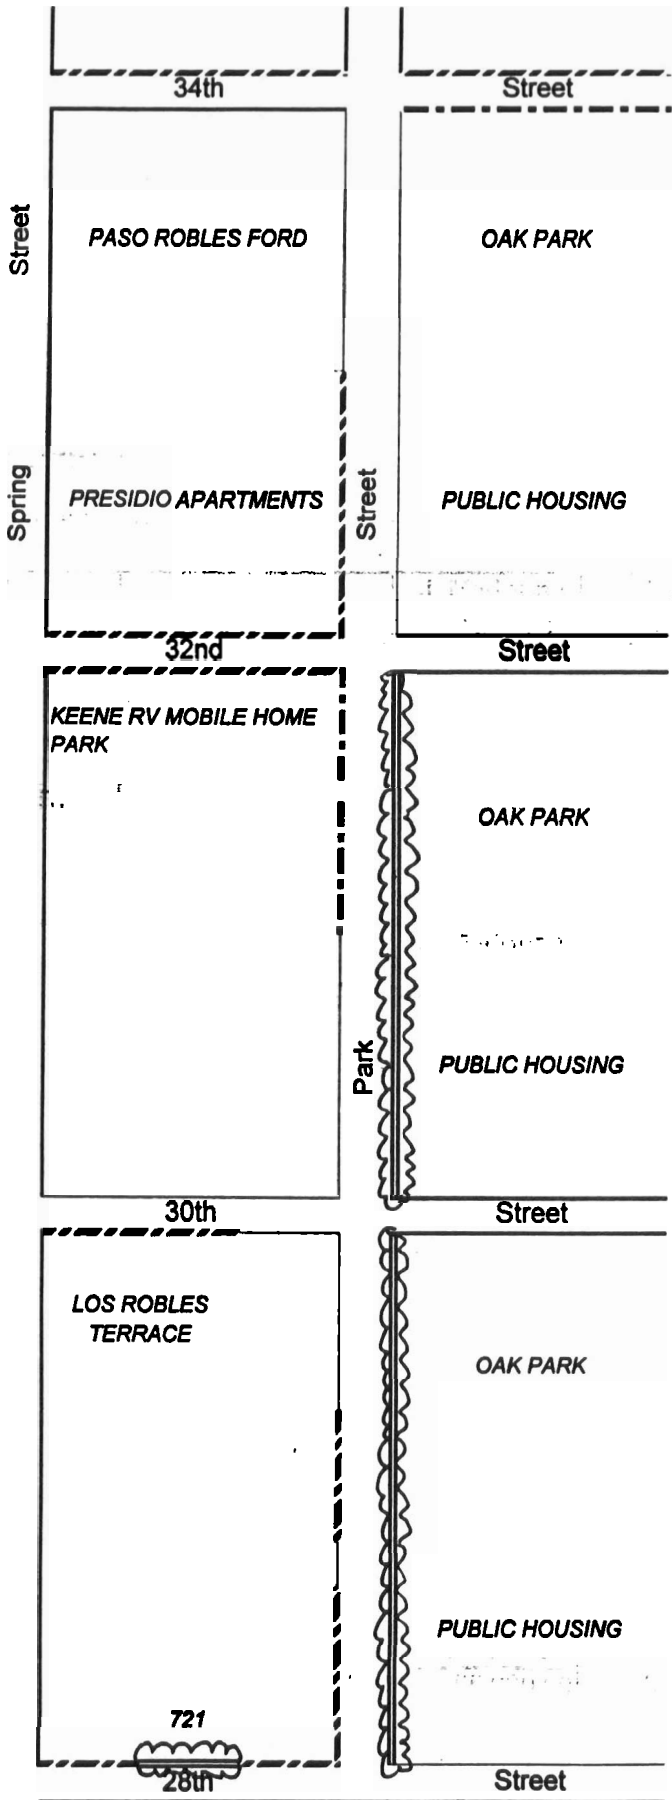 34th Street
Street
PASO ROBLES FORD
OAK PARK
Spring
PRESIDIO APARTMENTS
Street
PUBLIC HOUSING
32nd Street
KEENE RV MOBILE HOME
PARK
OAK PARK
Park
PUBLIC HOUSING
30th Street
LOS ROBLES
TERRACE
OAK PARK
PUBLIC HOUSING
721
28th Street